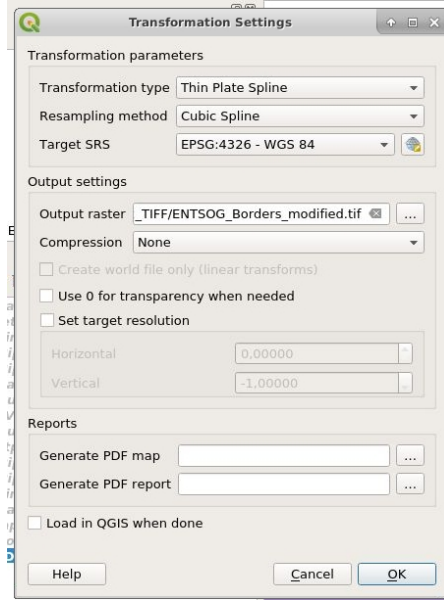 Transformation Settings
Transformation parameters
Transformation type Thin Plate Spline
Resampling method Cubic Spline
Target SRS EPSG:4326 - WGS 84
Output settings
Output raster _TIFF/ENTSOG_Borders_modified.tif ...
Compression None
Create world file only (linear transforms)
Use 0 for transparency when needed
Set target resolution
Horizontal 0,00000
Vertical -1,00000
Reports
Generate PDF map ...
Generate PDF report ...
Load in QGIS when done
Help Cancel OK